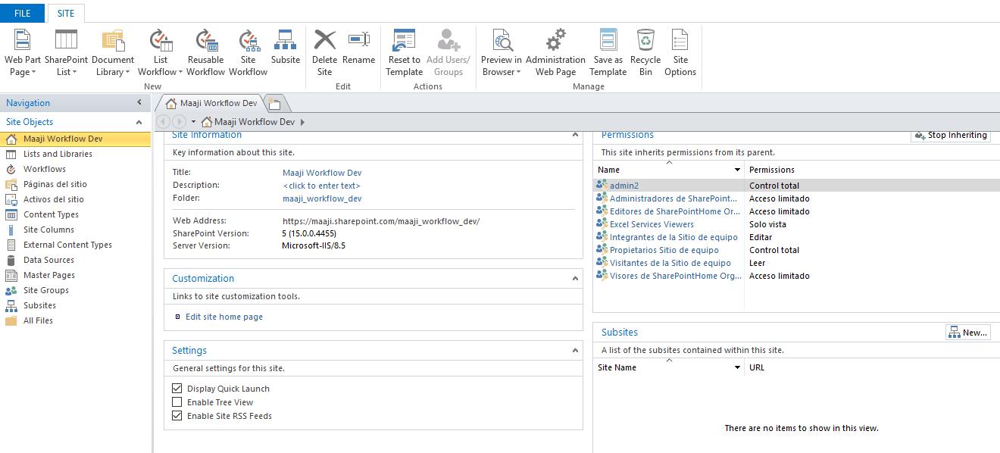 FILE SITE
Web Part Page SharePoint List Document Library List Workflow Reusable Workflow Site Workflow Subsite
New
Delete Site Rename
Edit
Reset to Template Add Users/ Groups
Actions
Preview in Browser Administration Web Page Save as Template Recycle Bin Site Options
Manage
Navigation
Site Objects
Maaji Workflow Dev
Lists and Libraries
Workflows
Páginas del sitio
Activos del sitio
Content Types
Site Columns
External Content Types
Data Sources
Master Pages
Site Groups
Subsites
All Files
Maaji Workflow Dev
Maaji Workflow Dev
Site Information
Key information about this site.
Title: Maaji Workflow Dev
Description: <click to enter text>
Folder: maaji_workflow_dev
Web Address: https://maaji.sharepoint.com/maaji_workflow_dev/
SharePoint Version: 5 (15.0.0.4455)
Server Version: Microsoft-IIS/8.5
Customization
Links to site customization tools.
Edit site home page
Settings
General settings for this site.
Display Quick Launch
Enable Tree View
Enable Site RSS Feeds
Permissions Stop Inheriting
This site inherits permissions from its parent.
Name Permissions
admin2 Control total
Administradores de SharePoint... Acceso limitado
Editores de SharePointHome Or... Acceso limitado
Excel Services Viewers Solo vista
Integrantes de la Sitio de equipo Editar
Propietarios Sitio de equipo Control total
Visitantes de la Sitio de equipo Leer
Visores de SharePointHome Org... Acceso limitado
Subsites New...
A list of the subsites contained within this site.
Site Name URL
There are no items to show in this view.